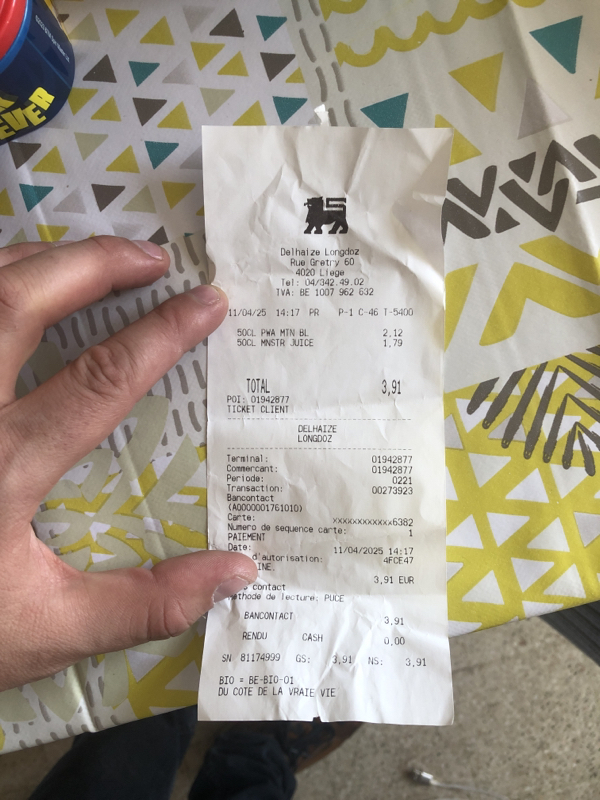 EVER
Delhaize Longdoz
Rue Gretry 60
4020 Liege
Tel: 04/342.49.02
TVA: BE 1007 962 632
11/04/25 14:17 PR P-1 C-46 T-5400
50CL PWA MTN BL 2,12
50CL MNSTR JUICE 1,79
TOTAL 3,91
POI: 01942877
TICKET CLIENT
DELHAIZE
LONGDOZ
Terminal: 01942877
Commercant: 01942877
Periode: 0221
Transaction: 00273923
Bancontact
(A0000001761010)
Carte: xxxxxxxxxxxx6382
Numero de sequence carte: 1
PAIEMENT
Date: 11/04/2025 14:17
d'autorisation: 4FCE47
3,91 EUR
contact
de lecture: PUCE
BANCONTACT 3,91
RENDU CASH 0,00
SN 81174999 GS: 3,91 NS: 3,91
BIO = BE-BIO-01
DU COTE DE LA VRAIE VIE